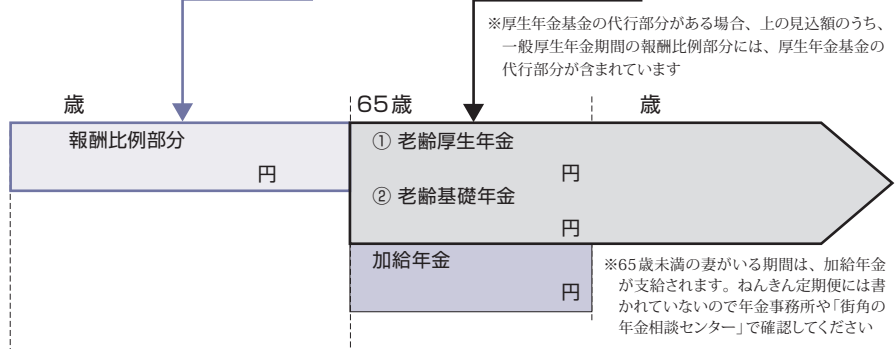 ※厚生年金基金の代行部分がある場合、上の見込額のうち、
一般厚生年金期間の報酬比例部分には、厚生年金基金の
代行部分が含まれています
歳
65歳
歳
報酬比例部分
円
① 老齢厚生年金
円
② 老齢基礎年金
円
加給年金
円
※65歳未満の妻がいる期間は、加給年金
が支給されます。ねんきん定期便には書
かれていないので年金事務所や「街角の
年金相談センター」で確認してください